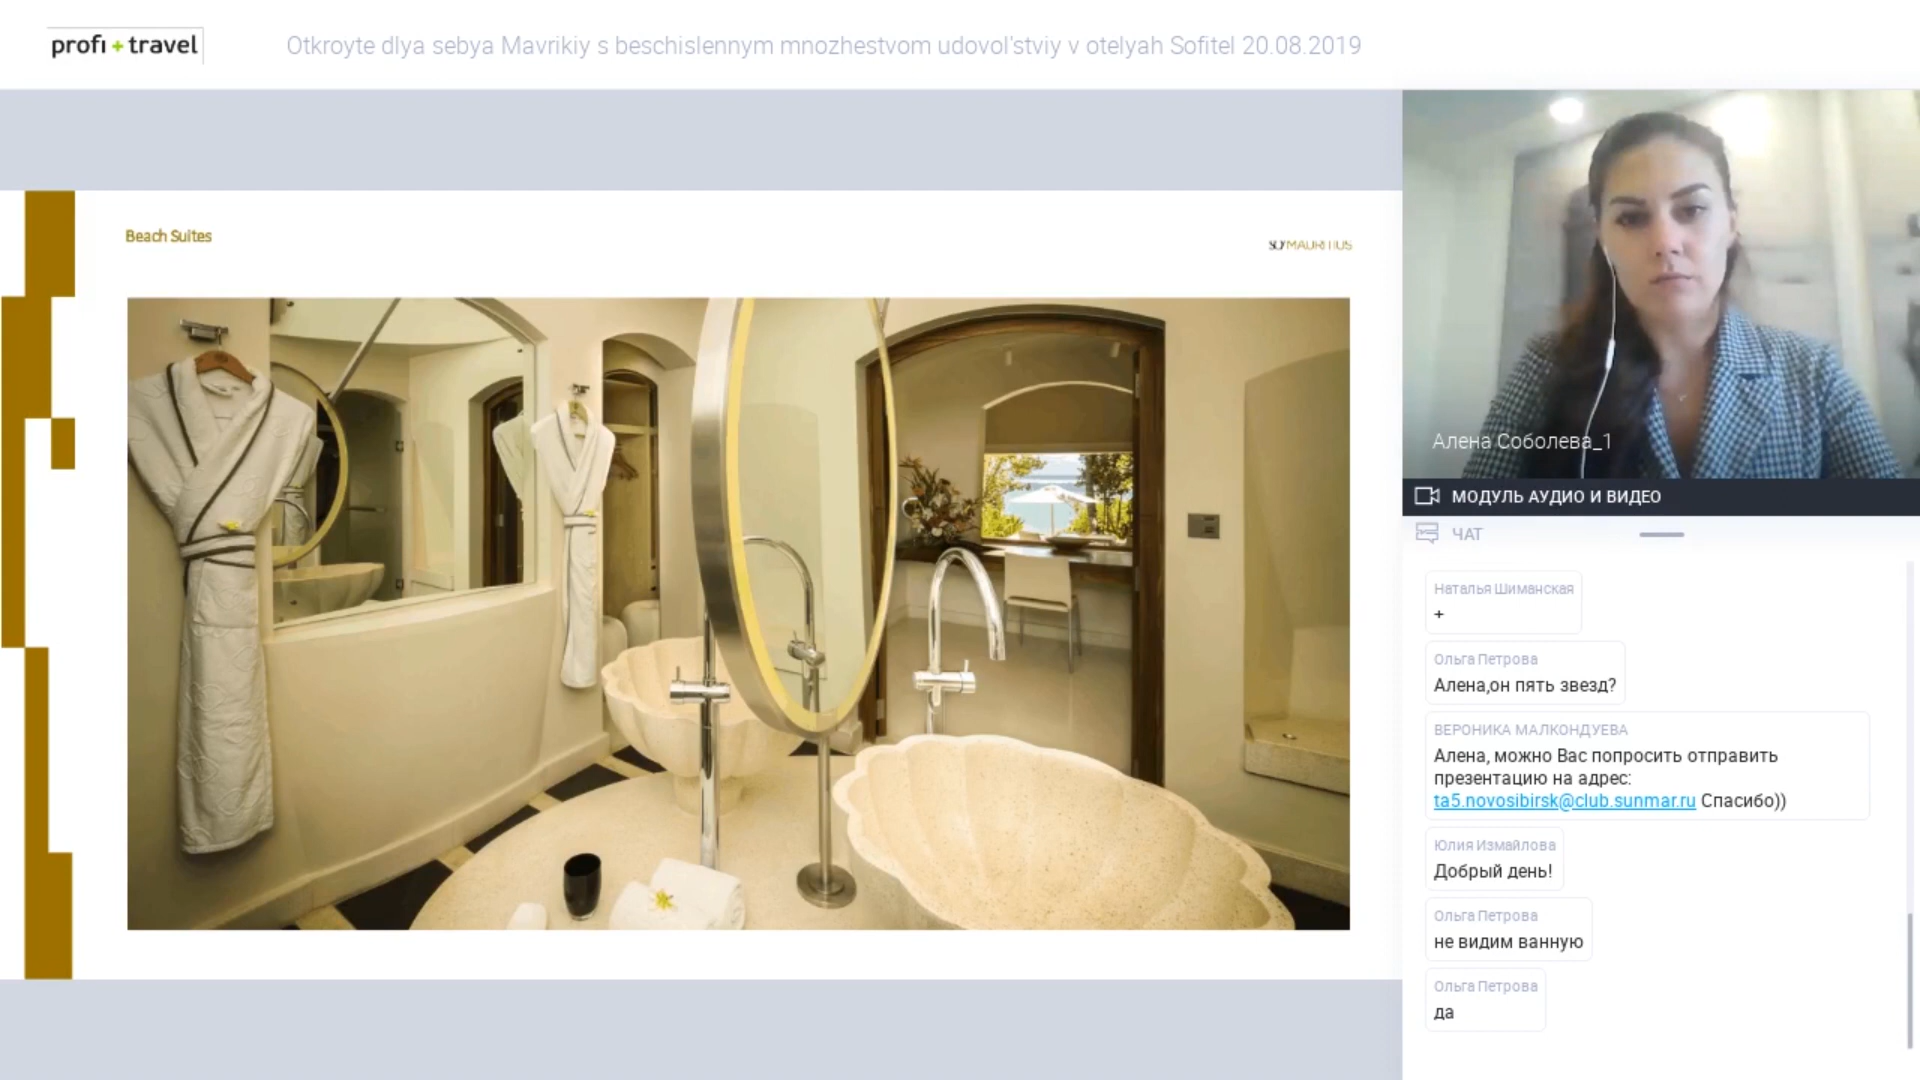 profi + travel
Otkroyte dlya sebya Mavrikiy s beschislennym mnozhestvom udovol'stviy v otelyah Sofitel 20.08.2019
Beach Suites
SO/MAURITIUS
Алена Соболева_1
МОДУЛЬ АУДИО И ВИДЕО
ЧАТ
Наталья Шиманская
+
Ольга Петрова
Алена,он пять звезд?
ВЕРОНИКА МАЛКОНДУЕВА
Алена, можно Вас попросить отправить
презентацию на адрес:
ta5.novosibirsk@club.sunmar.ru Спасибо))
Юлия Измайлова
Добрый день!
Ольга Петрова
не видим ванную
Ольга Петрова
да